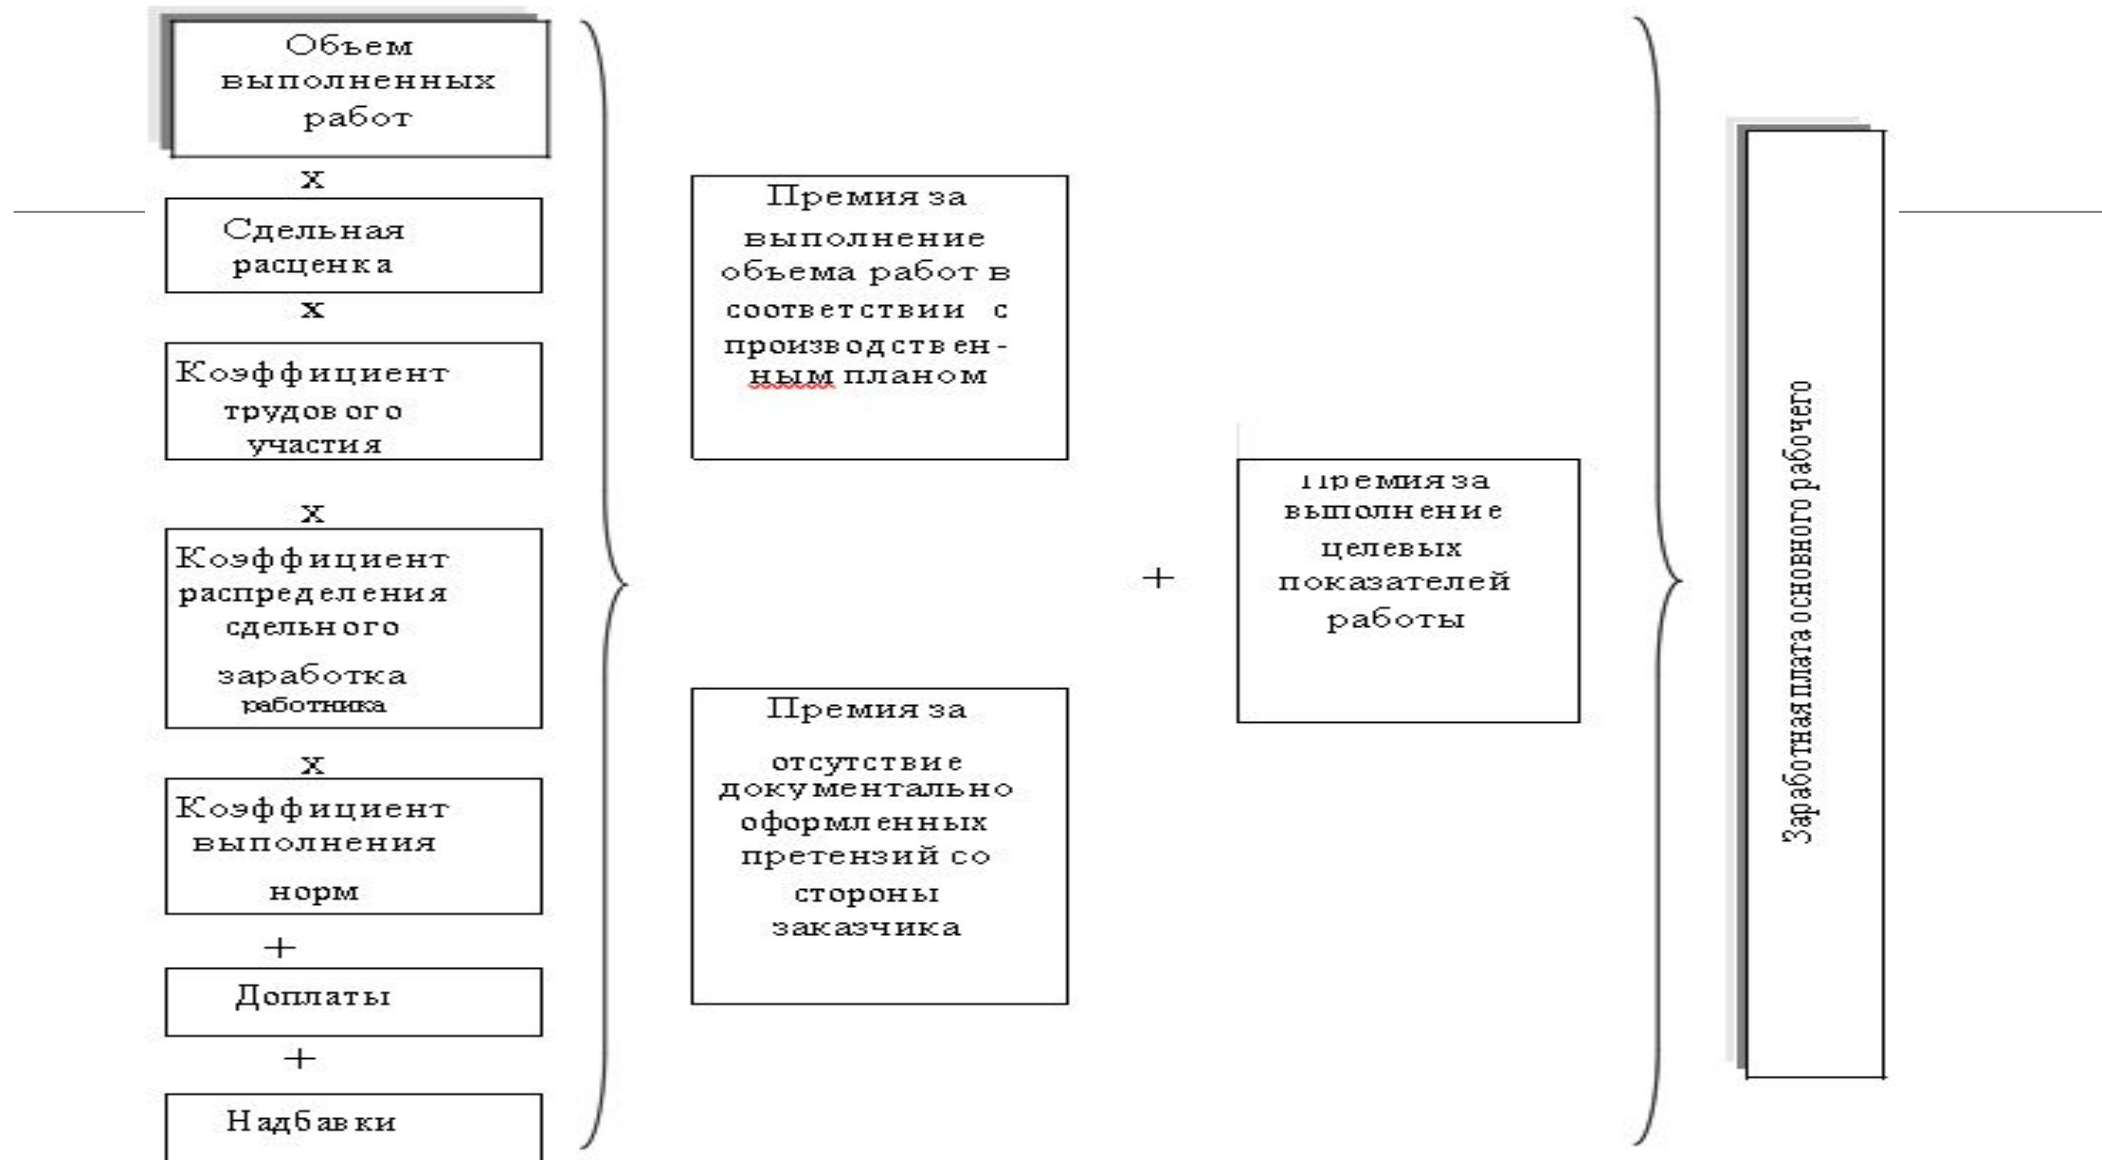 Объем
выполненных
работ
х
Сдельная
расценка
х
Коэффициент
трудового
участия
х
Коэффициент
распределения
сдельного
заработка
работника
х
Коэффициент
выполнения
норм
+
Доплаты
+
Надбавки
Премия за
выполнение
объема работ в
соответствии с
производствен-
ным планом
Премия за
отсутствие
документально
оформленных
претензий со
стороны
заказчика
+
Премия за
выполнение
целевых
показателей
работы
Заработная плата основного рабочего